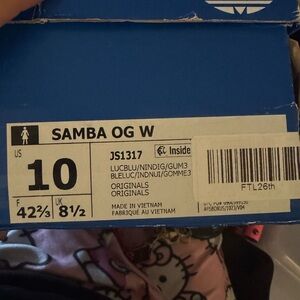 SAMBA OG W
US
10
JS1317
Inside
LUCBLU/NINDIG/GUM3
BLELUC/INDNUI/GOMME3
ORIGINALS
ORIGINALS
F
42⅔
UK
8½
MADE IN VIETNAM
FABRIQUÉ AU VIETNAM
FTL26th